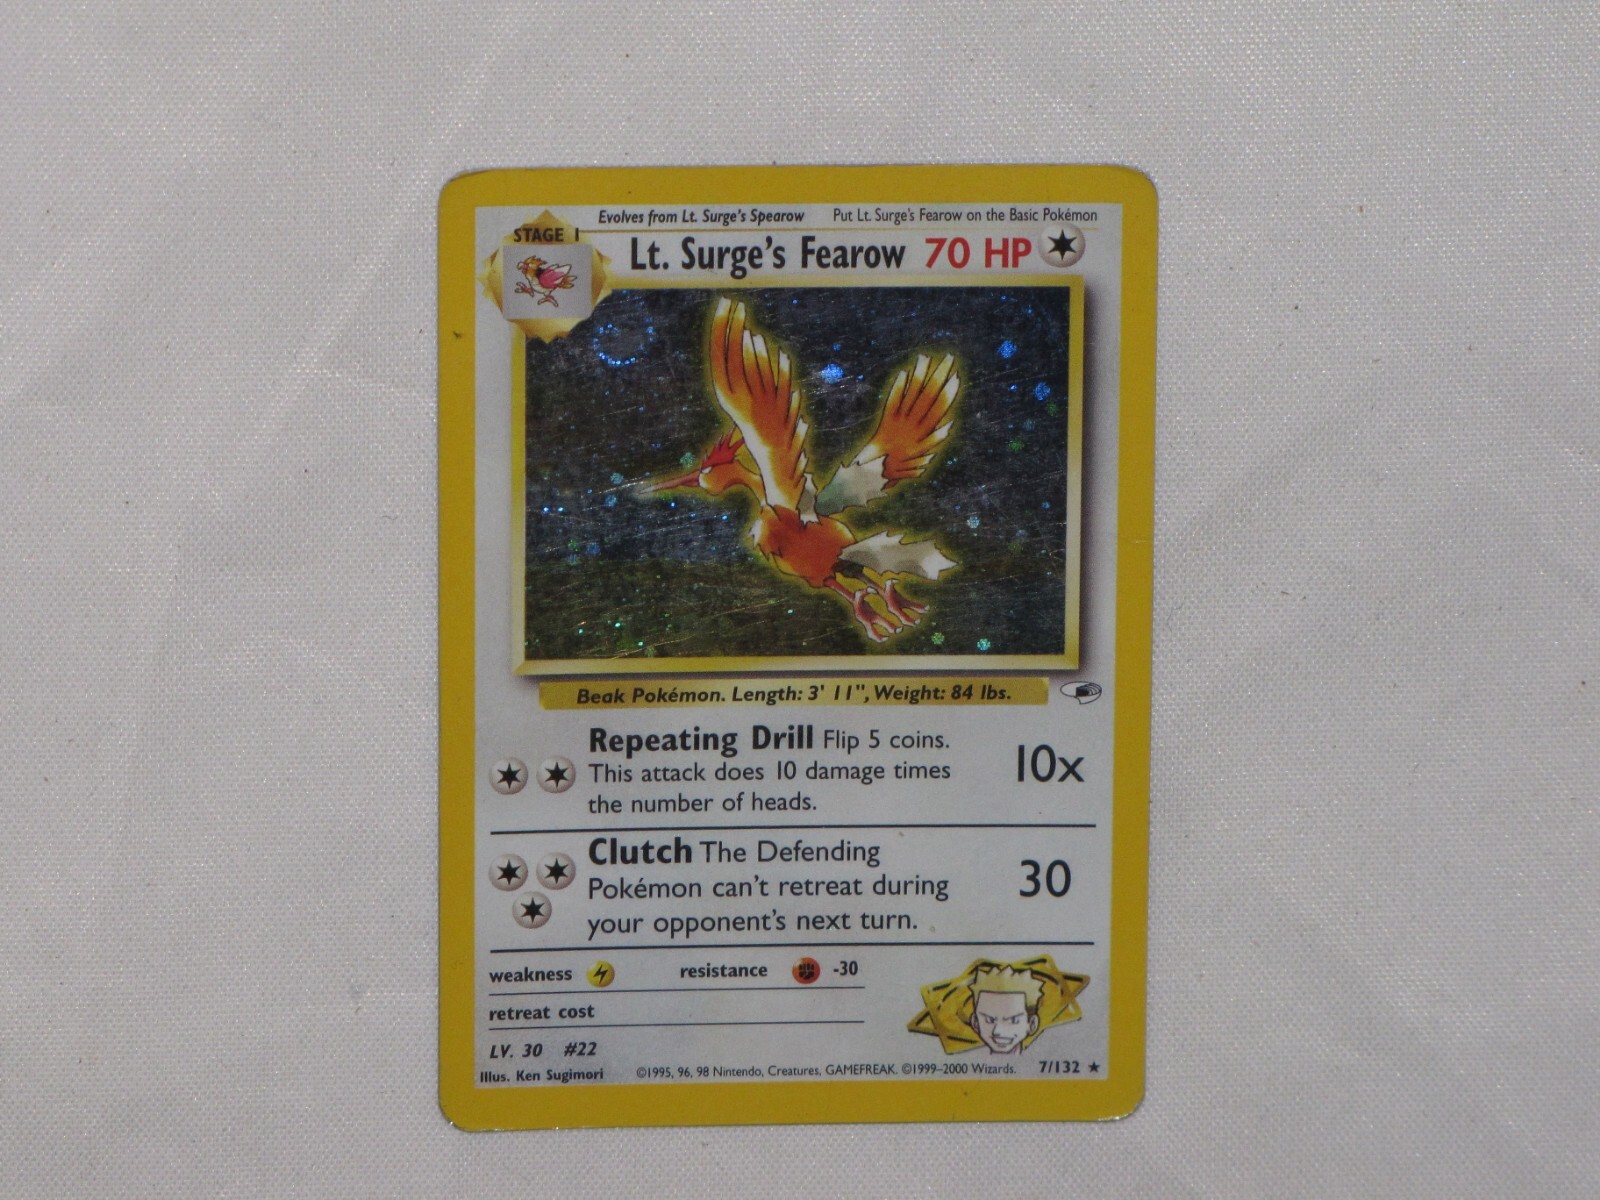 Evolves from Lt. Surge's Spearow Put Lt. Surge's Fearow on the Basic Pokémon
STAGE 1
Lt. Surge's Fearow 70 HP
Beak Pokémon. Length: 3' 11", Weight: 84 lbs.
Repeating Drill Flip 5 coins.
This attack does 10 damage times
the number of heads.
10x
Clutch The Defending
Pokémon can't retreat during
your opponent's next turn.
30
weakness resistance -30
retreat cost
LV. 30 #22
Illus. Ken Sugimori ©1995, 96, 98 Nintendo, Creatures, GAMEFREAK. ©1999–2000 Wizards. 7/132 ★